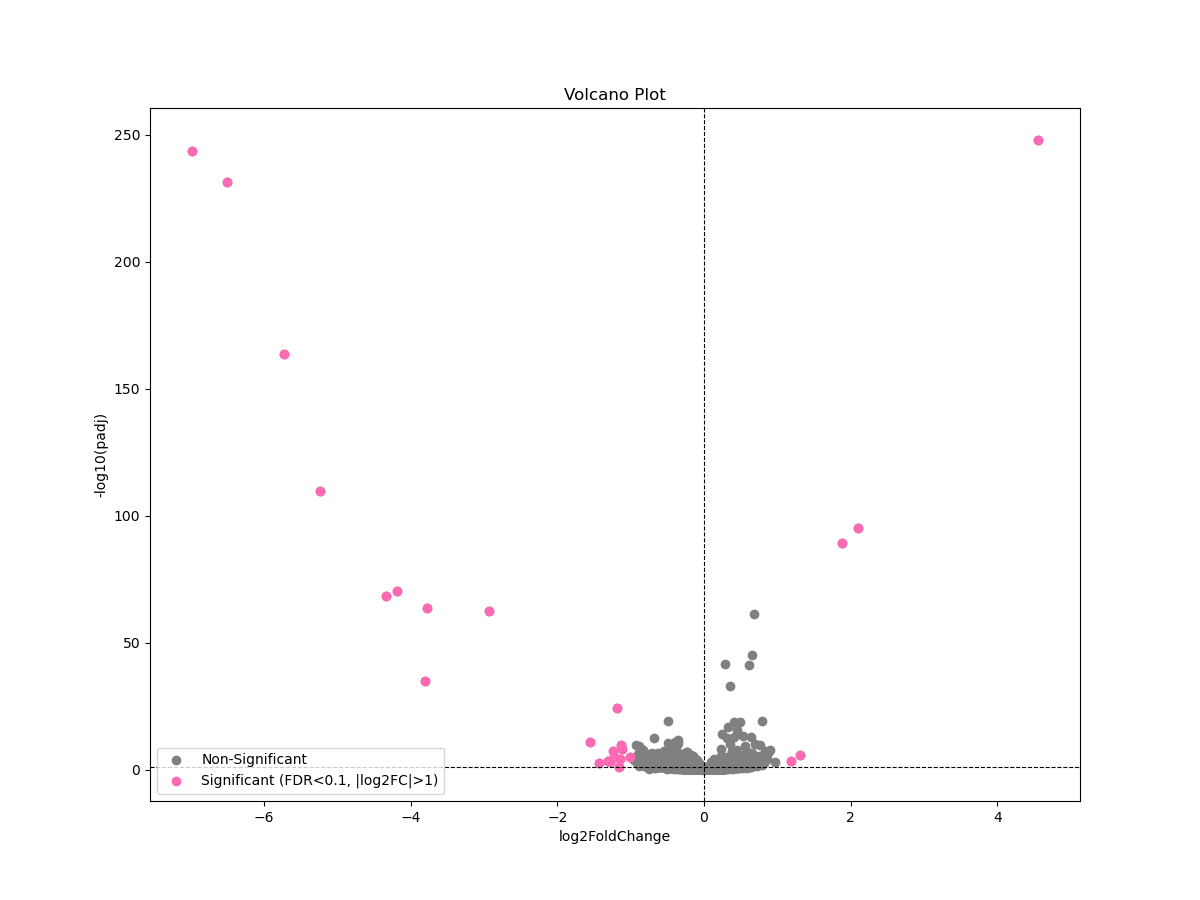 Volcano Plot
250
200
150
100
50
0
-log10(padj)
Non-Significant
Significant (FDR<0.1, |log2FC|>1)
−6
−4
−2
0
2
4
log2FoldChange